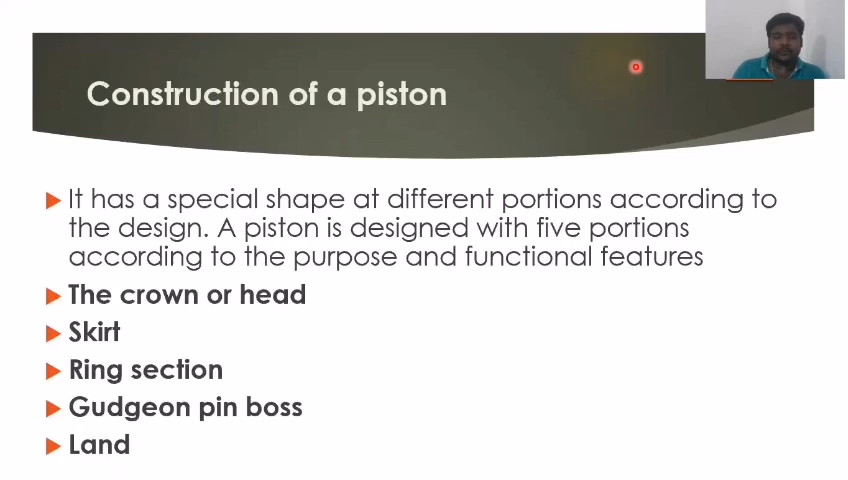 Construction of a piston
It has a special shape at different portions according to
the design. A piston is designed with five portions
according to the purpose and functional features
The crown or head
Skirt
Ring section
Gudgeon pin boss
Land